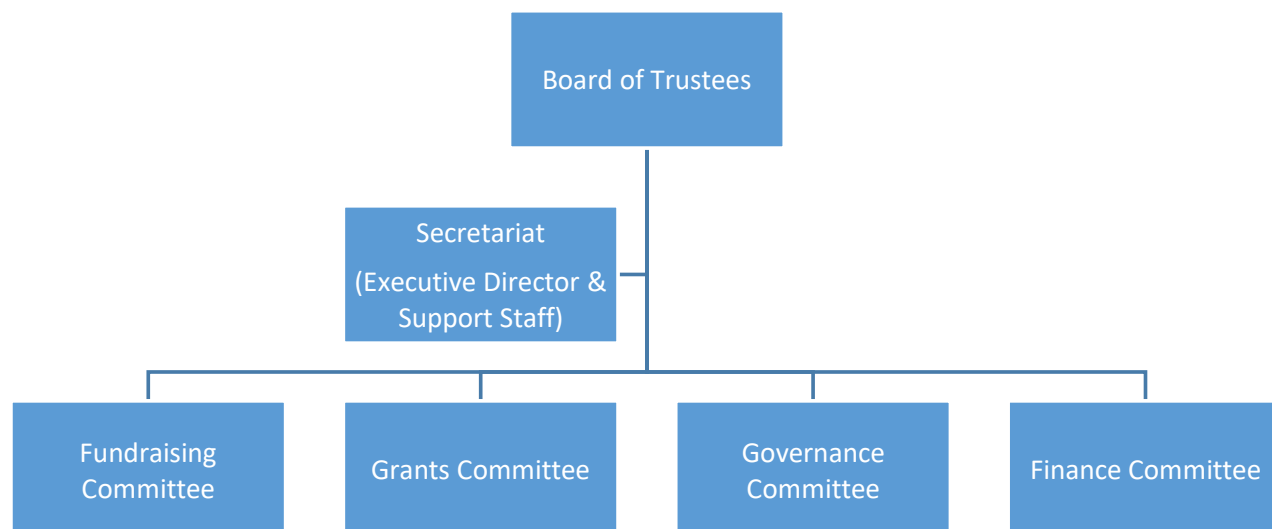 Board of Trustees
Secretariat
(Executive Director &
Support Staff)
Fundraising
Committee
Grants Committee
Governance
Committee
Finance Committee